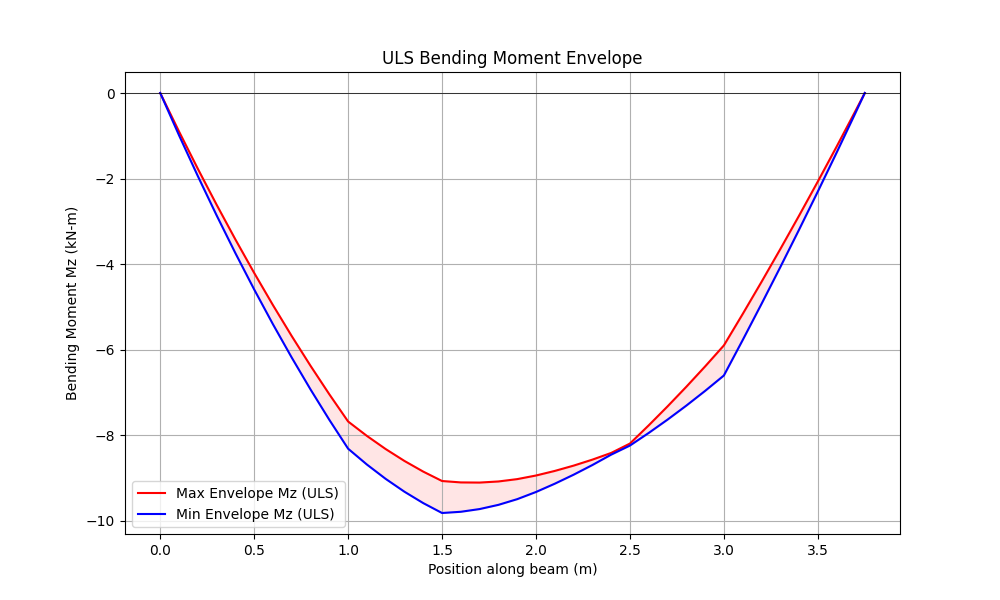 ULS Bending Moment Envelope
Bending Moment Mz (kN-m)
0
−2
−4
−6
−8
−10
Max Envelope Mz (ULS)
Min Envelope Mz (ULS)
0.0 0.5 1.0 1.5 2.0 2.5 3.0 3.5
Position along beam (m)